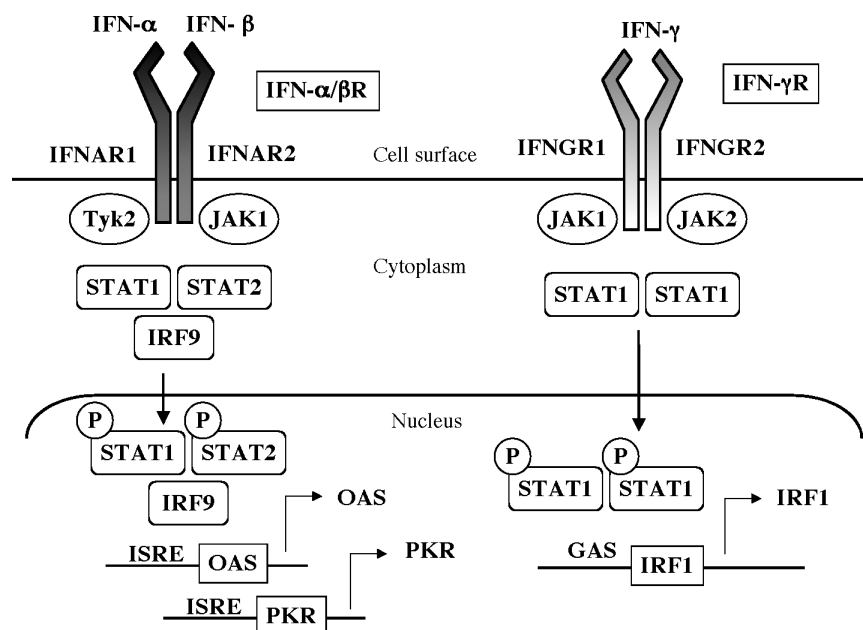 IFN-α IFN- β
IFN-γ
IFN-α/βR
IFN-γR
IFNAR1 IFNAR2
Cell surface
IFNGR1 IFNGR2
Tyk2 JAK1
JAK1 JAK2
Cytoplasm
STAT1 STAT2
STAT1 STAT1
IRF9
Nucleus
P P
STAT1 STAT2
P P
STAT1 STAT1
IRF9
OAS
IRF1
ISRE OAS
PKR
GAS IRF1
ISRE PKR